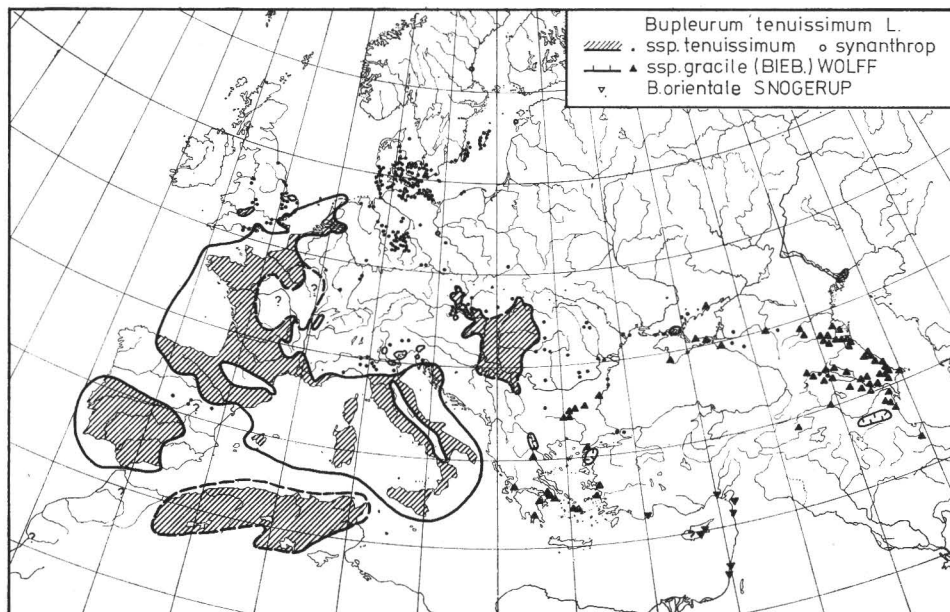 Bupleurum tenuissimum L.
ssp. tenuissimum synanthrop
ssp. gracile (BIEB.) WOLFF
B. orientale SNOGERUP
?
?
?